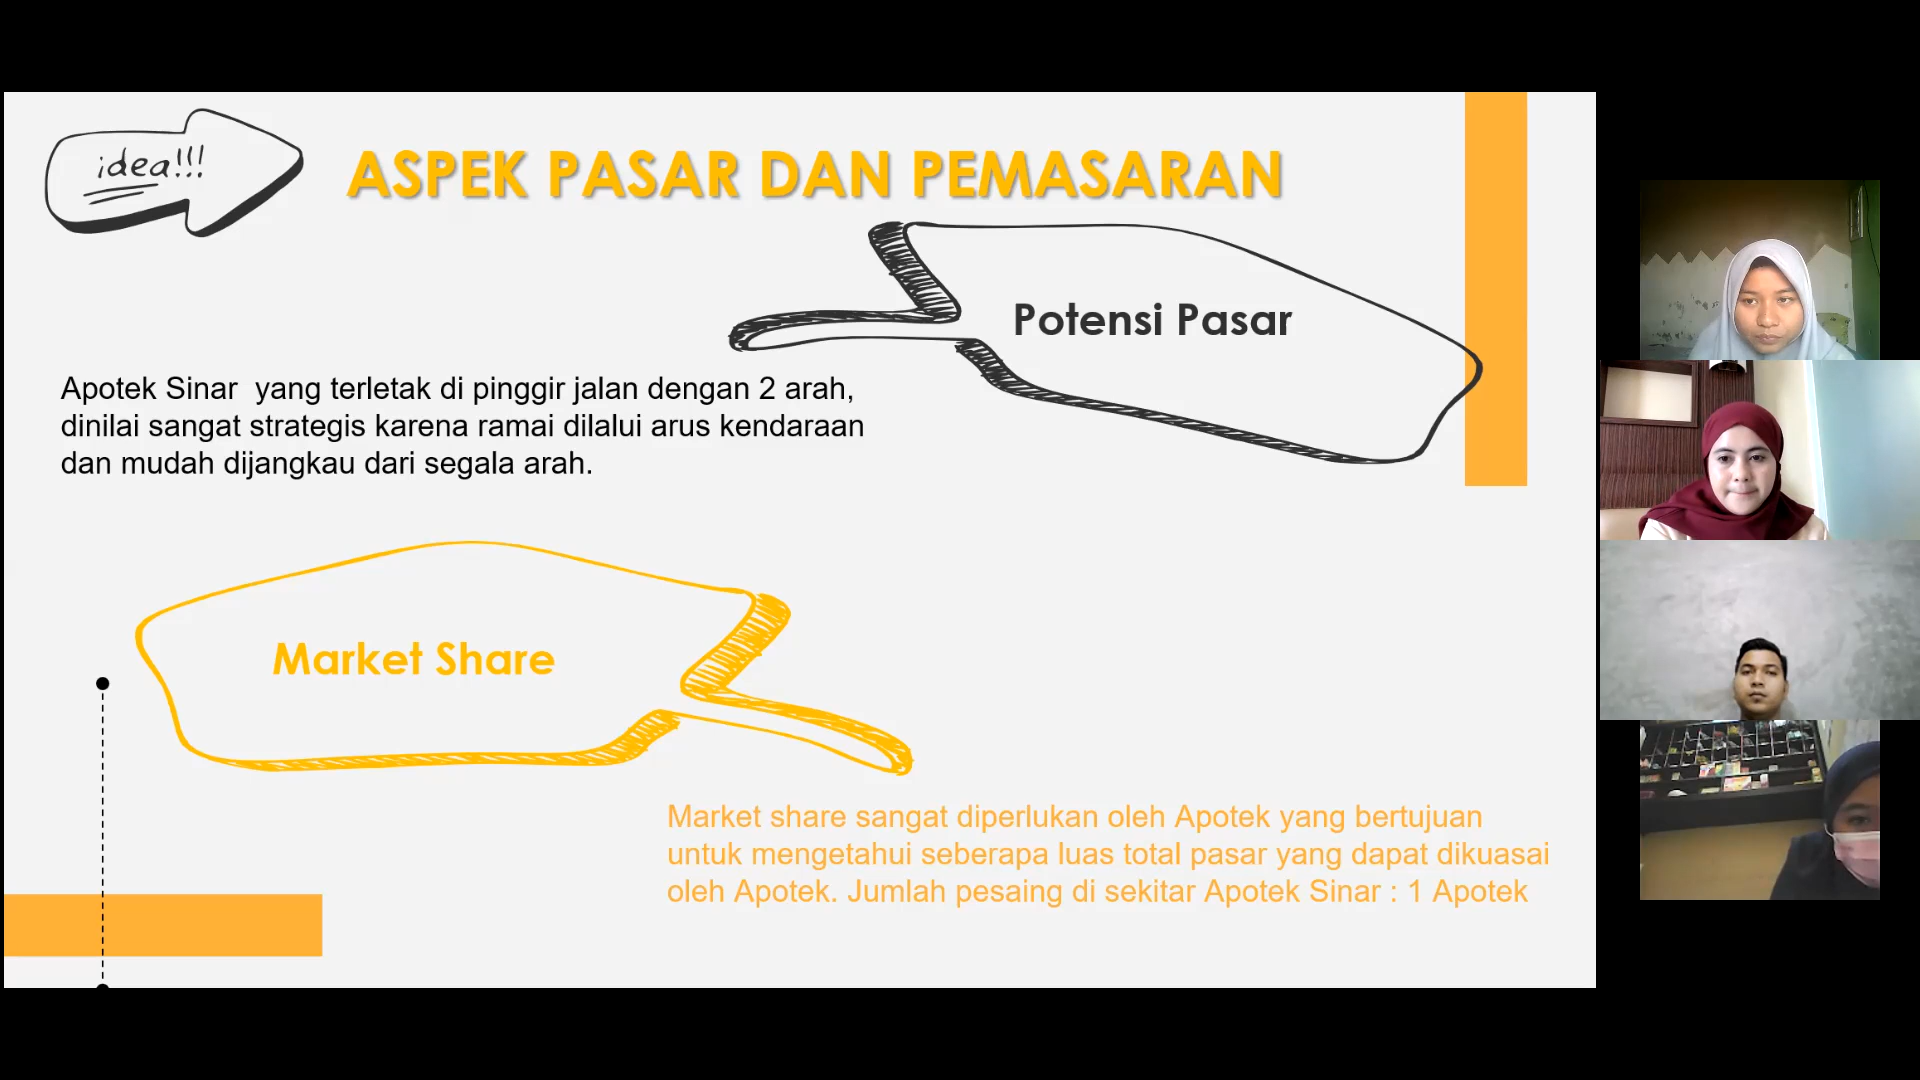 idea!!!
ASPEK PASAR DAN PEMASARAN
Potensi Pasar
Apotek Sinar  yang terletak di pinggir jalan dengan 2 arah,
dinilai sangat strategis karena ramai dilalui arus kendaraan
dan mudah dijangkau dari segala arah.
Market Share
Market share sangat diperlukan oleh Apotek yang bertujuan
untuk mengetahui seberapa luas total pasar yang dapat dikuasai
oleh Apotek. Jumlah pesaing di sekitar Apotek Sinar : 1 Apotek